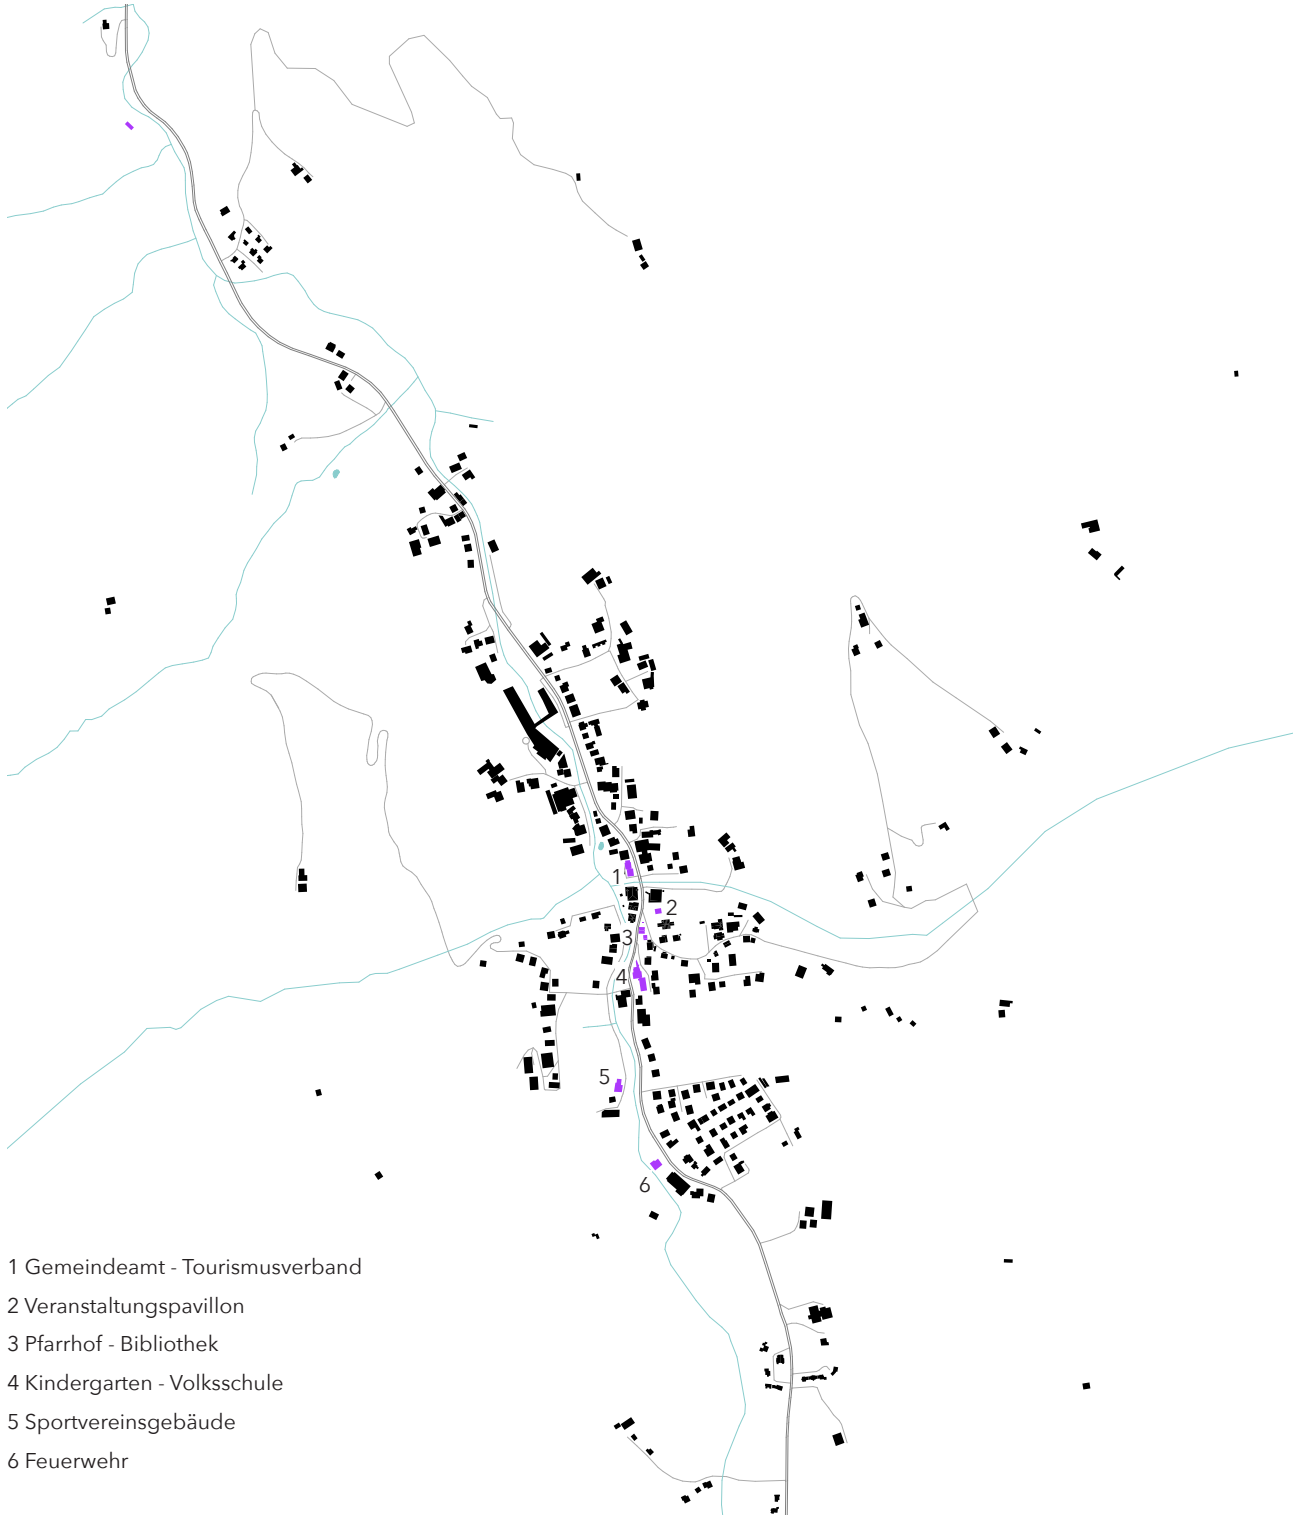 1
2
3
4
5
6
1 Gemeindeamt - Tourismusverband
2 Veranstaltungspavillon
3 Pfarrhof - Bibliothek
4 Kindergarten - Volksschule
5 Sportvereinsgebäude
6 Feuerwehr